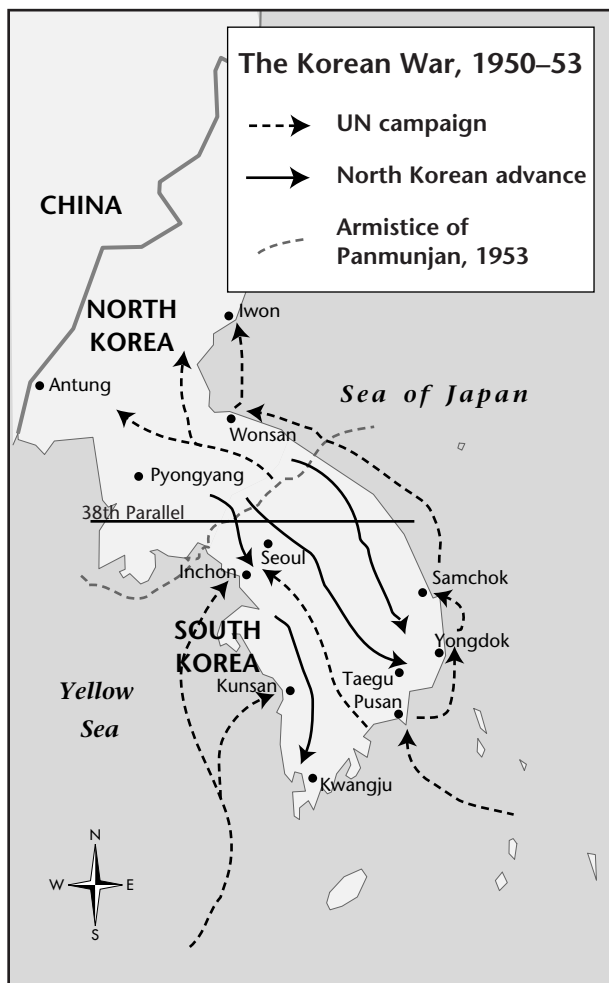 The Korean War, 1950–53
UN campaign
North Korean advance
Armistice of
Panmunjan, 1953
CHINA
NORTH
KOREA
Iwon
Antung
Sea of Japan
Wonsan
Pyongyang
38th Parallel
Seoul
Inchon
Samchok
SOUTH
KOREA
Yongdok
Taegu
Kunsan
Pusan
Yellow
Sea
Kwangju
N
W
E
S